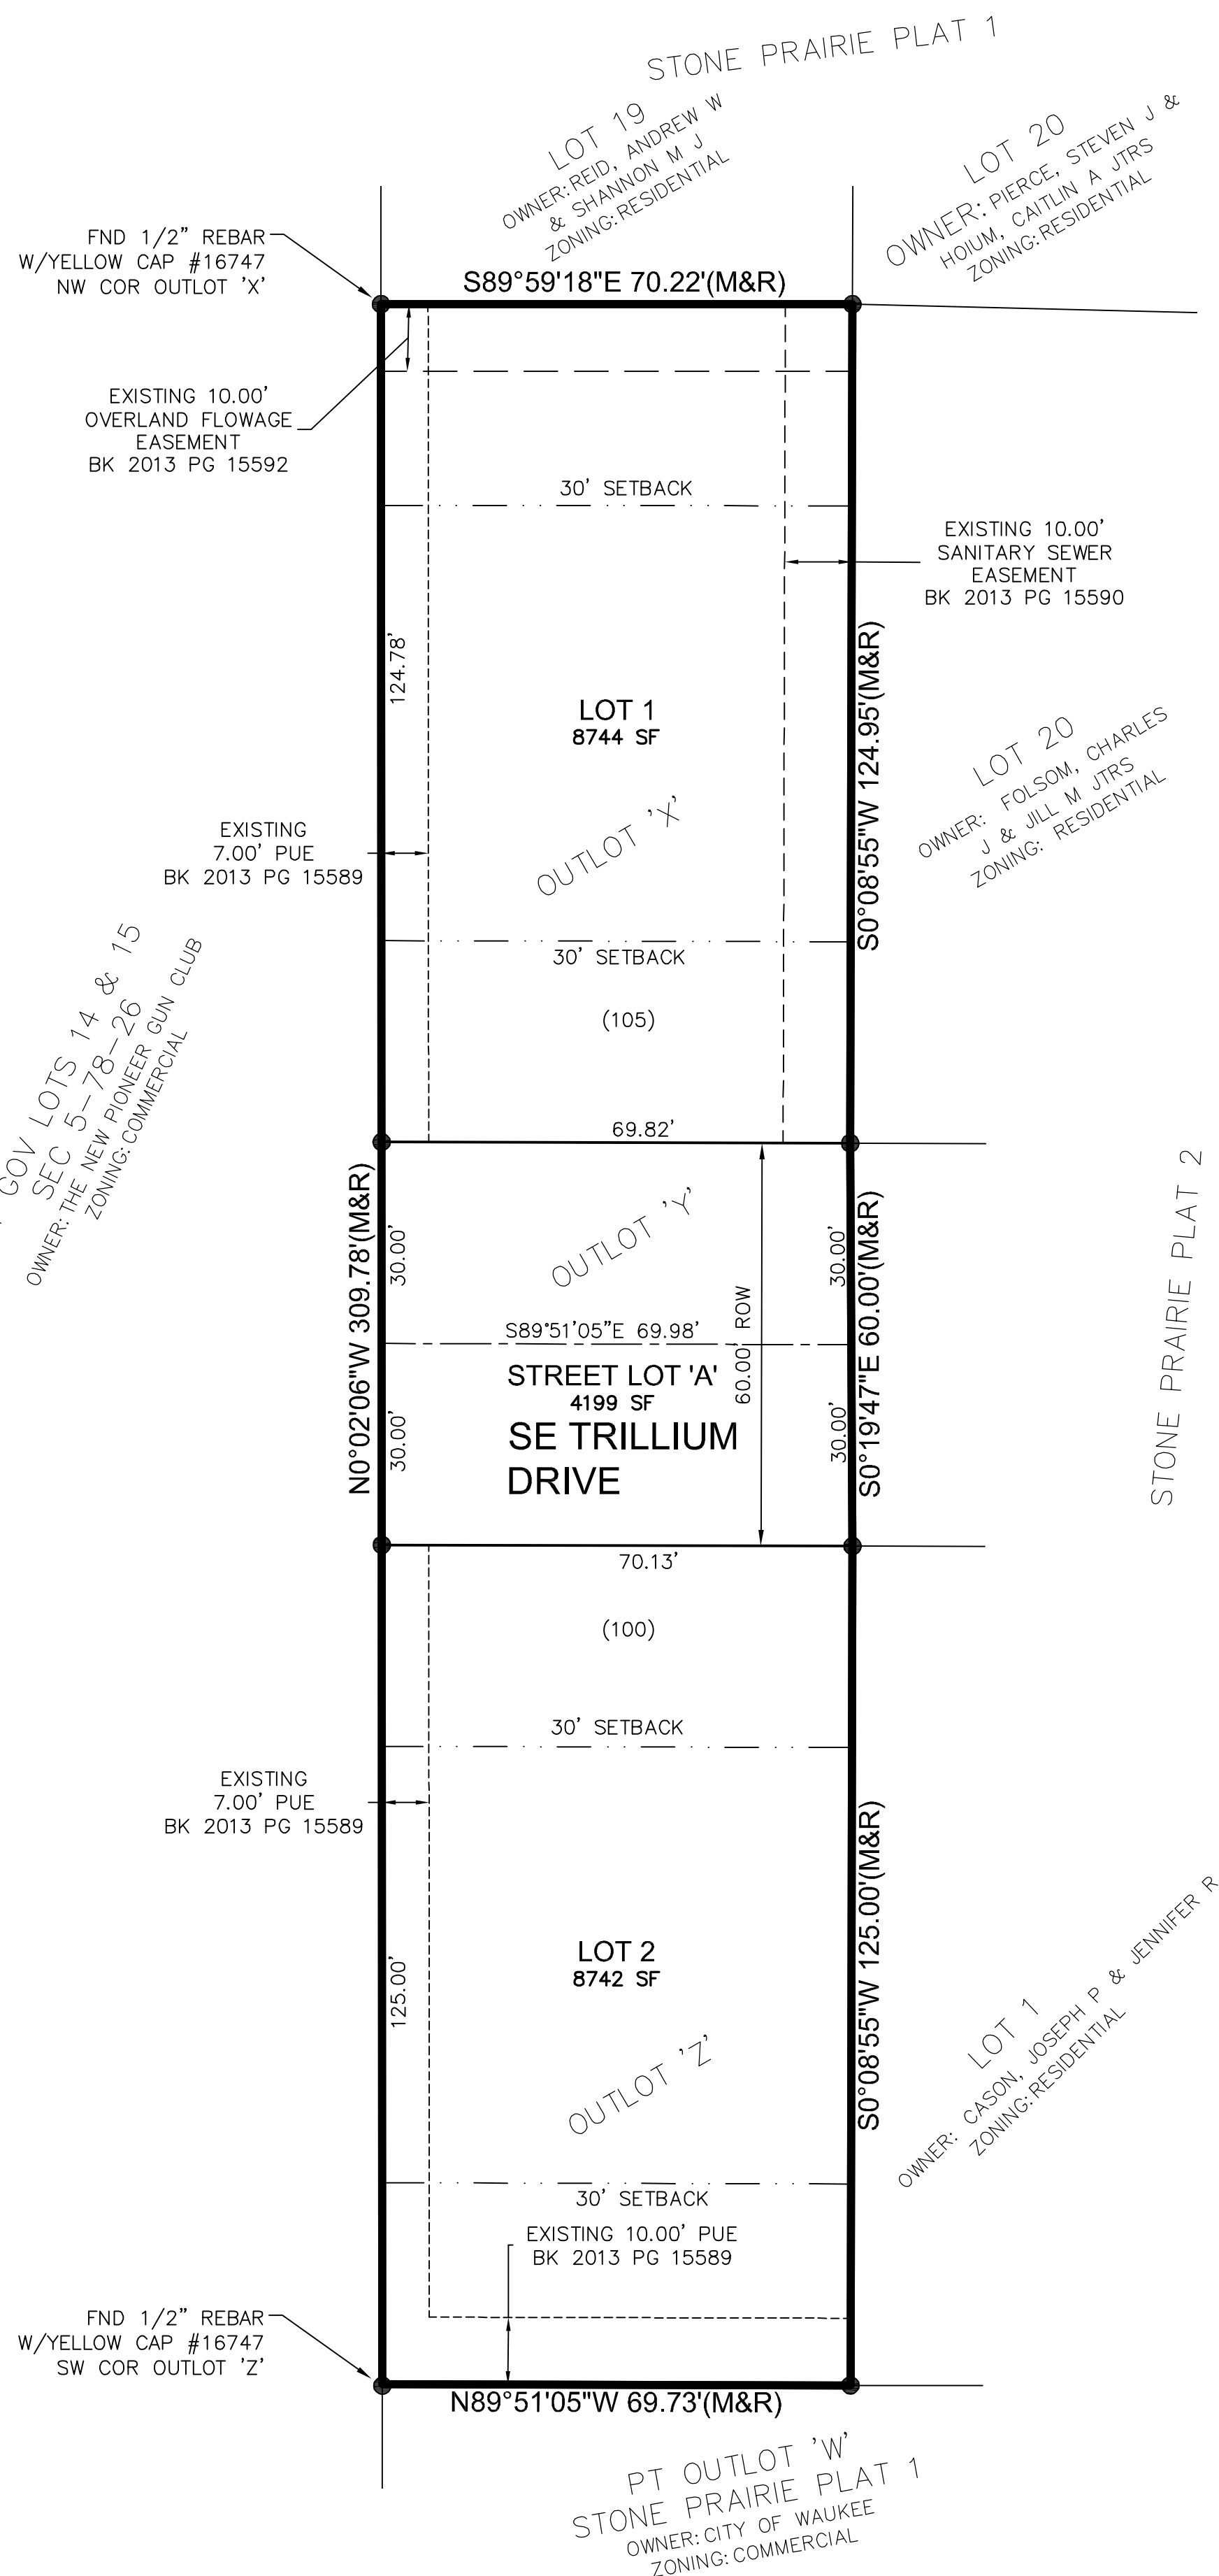 STONE PRAIRIE PLAT 1
LOT 19
OWNER: REID, ANDREW W
& SHANNON M J
ZONING: RESIDENTIAL
LOT 20
OWNER: PIERCE, STEVEN J &
HOIUM, CAITLIN A JTRS
ZONING: RESIDENTIAL
FND 1/2" REBAR
W/YELLOW CAP #16747
NW COR OUTLOT 'X'
S89°59'18"E 70.22'(M&R)
EXISTING 10.00'
OVERLAND FLOWAGE
EASEMENT
BK 2013 PG 15592
30' SETBACK
EXISTING 10.00'
SANITARY SEWER
EASEMENT
BK 2013 PG 15590
124.78'
LOT 1
8744 SF
S0°08'55"W 124.95'(M&R)
LOT 20
OWNER: FOLSOM, CHARLES
J & JILL M JTRS
ZONING: RESIDENTIAL
OUTLOT 'X'
EXISTING
7.00' PUE
BK 2013 PG 15589
30' SETBACK
(105)
GOV LOTS 14 & 15
SEC 5-78-26
OWNER: THE NEW PIONEER GUN CLUB
ZONING: COMMERCIAL
69.82'
N0°02'06"W 309.78'(M&R)
30.00'
OUTLOT 'Y'
30.00'
S0°19'47"E 60.00'(M&R)
STONE PRAIRIE PLAT 2
60.00' ROW
S89°51'05"E 69.98'
STREET LOT 'A'
4199 SF
SE TRILLIUM
DRIVE
30.00'
30.00'
70.13'
(100)
30' SETBACK
EXISTING
7.00' PUE
BK 2013 PG 15589
125.00'
LOT 2
8742 SF
S0°08'55"W 125.00'(M&R)
LOT 1
OWNER: CASON, JOSEPH P & JENNIFER R
ZONING: RESIDENTIAL
OUTLOT 'Z'
30' SETBACK
EXISTING 10.00' PUE
BK 2013 PG 15589
FND 1/2" REBAR
W/YELLOW CAP #16747
SW COR OUTLOT 'Z'
N89°51'05"W 69.73'(M&R)
PT OUTLOT 'W'
STONE PRAIRIE PLAT 1
OWNER: CITY OF WAUKEE
ZONING: COMMERCIAL